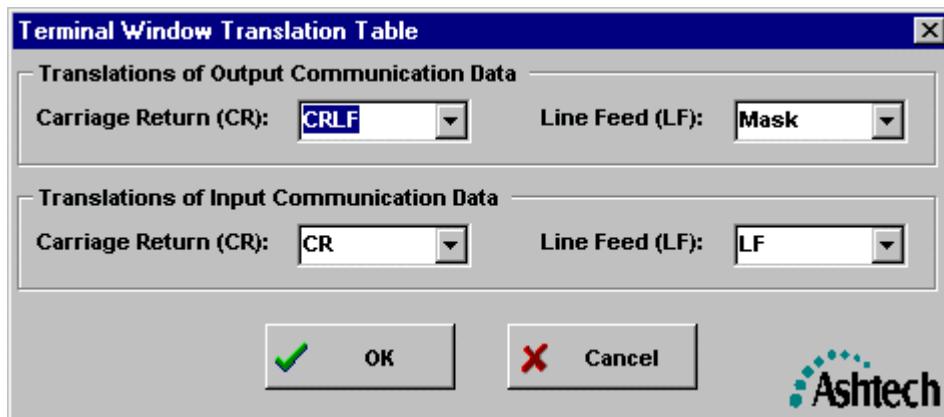 Terminal Window Translation Table
Translations of Output Communication Data
Carriage Return (CR): CRLF Line Feed (LF): Mask
Translations of Input Communication Data
Carriage Return (CR): CR Line Feed (LF): LF
OK Cancel
Ashtech